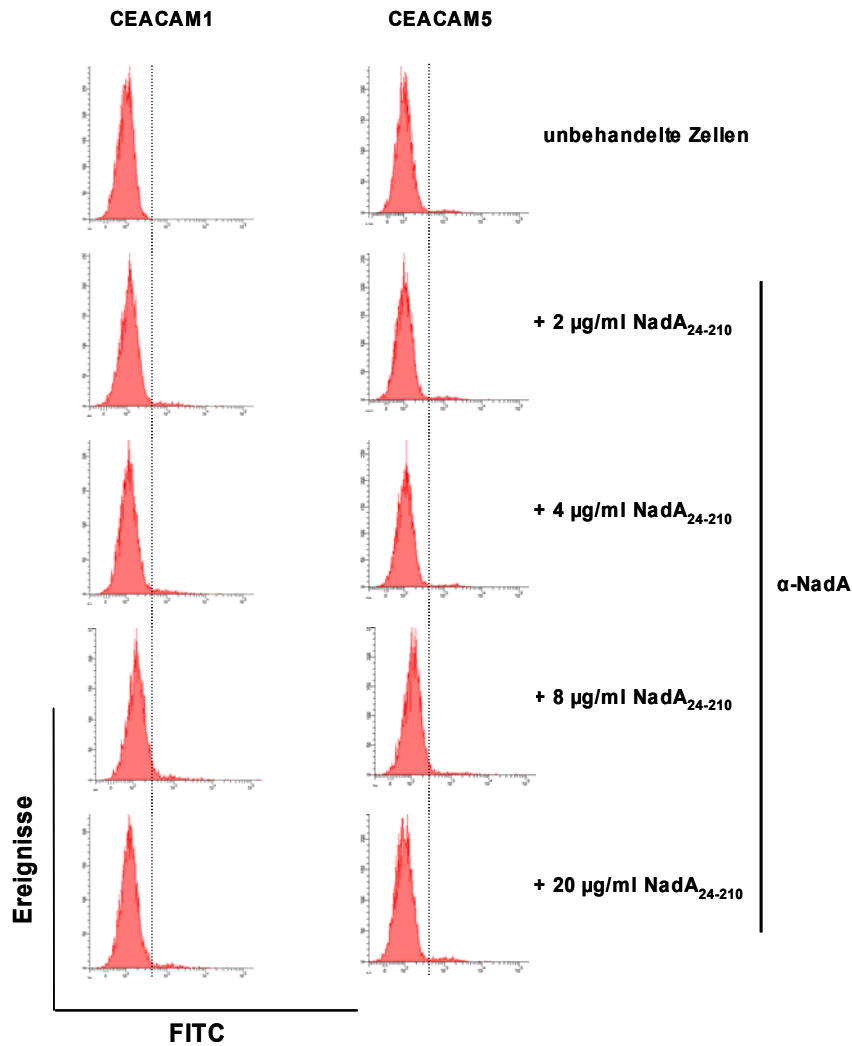 CEACAM1 CEACAM5
unbehandelte Zellen
+ 2 µg/ml NadA24-210
+ 4 µg/ml NadA24-210
α-NadA
+ 8 µg/ml NadA24-210
+ 20 µg/ml NadA24-210
Ereignisse
FITC